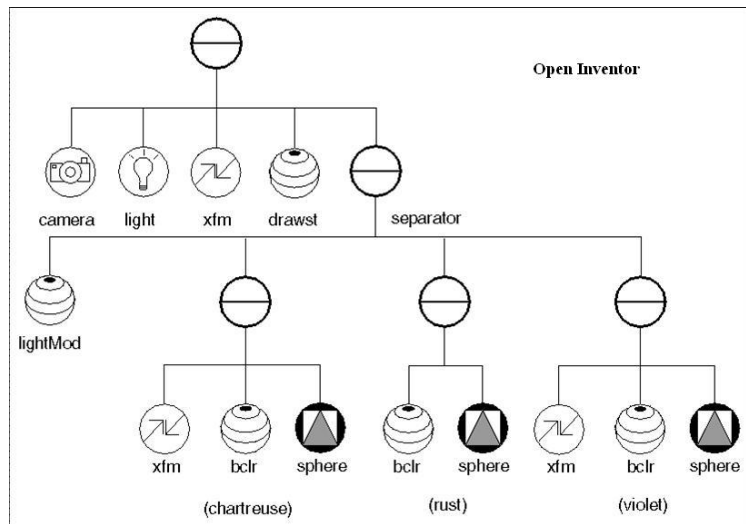 Open Inventor
camera light xfm drawst separator
lightMod
xfm bclr sphere bclr sphere xfm bclr sphere
(chartreuse) (rust) (violet)